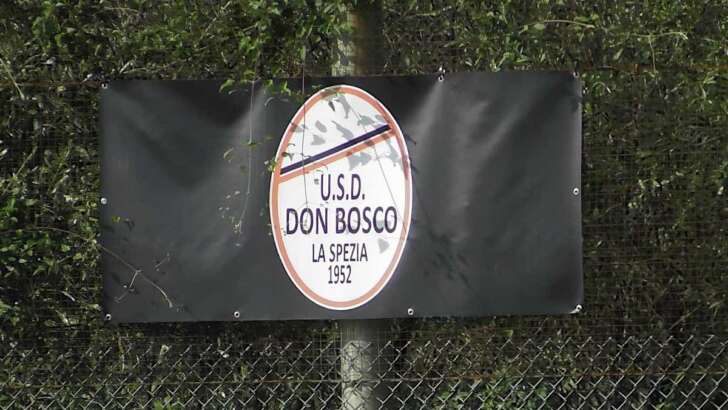 U.S.D.
DON BOSCO
LA SPEZIA
1952